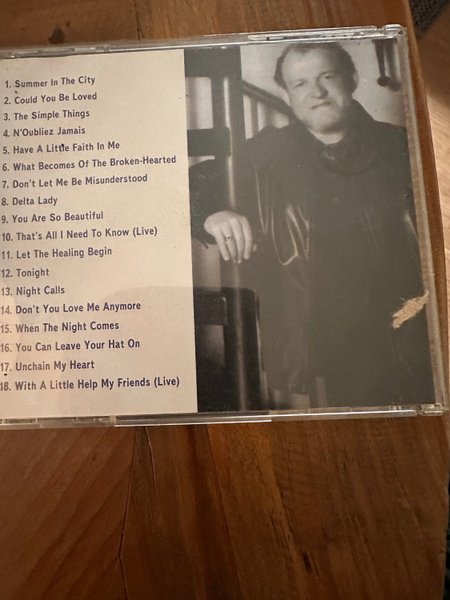 1. Summer In The City
2. Could You Be Loved
3. The Simple Things
4. N'Oubliez Jamais
5. Have A Little Faith In Me
6. What Becomes Of The Broken-Hearted
7. Don't Let Me Be Misunderstood
8. Delta Lady
9. You Are So Beautiful
10. That's All I Need To Know (Live)
11. Let The Healing Begin
12. Tonight
13. Night Calls
14. Don't You Love Me Anymore
15. When The Night Comes
16. You Can Leave Your Hat On
17. Unchain My Heart
18. With A Little Help My Friends (Live)